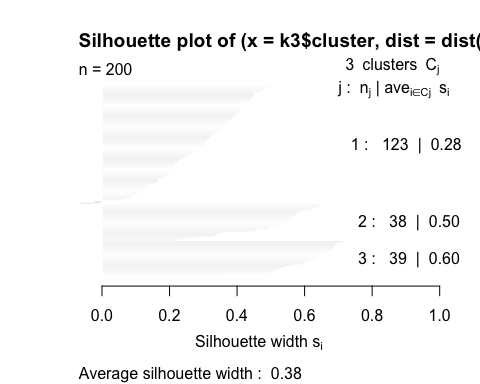 Silhouette plot of (x = k3$cluster, dist = dist(
n = 200
3 clusters Cj
j : nj | avei∈Cj si
1 : 123 | 0.28
2 : 38 | 0.50
3 : 39 | 0.60
0.0 0.2 0.4 0.6 0.8 1.0
Silhouette width si
Average silhouette width : 0.38